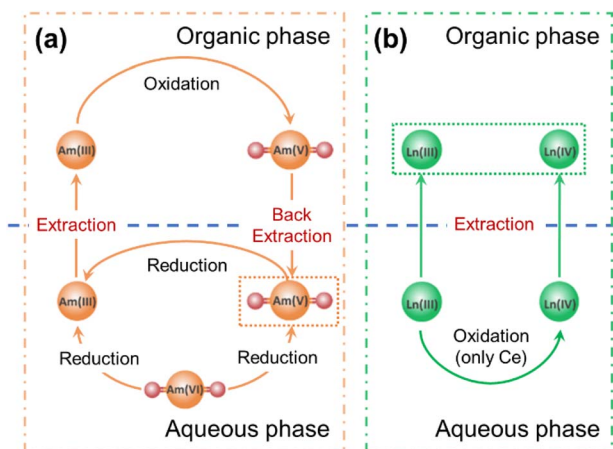 (a)
Organic phase
Oxidation
Am(III)
Am(V)
Extraction
Back
Extraction
Reduction
Am(III)
Am(V)
Reduction
Reduction
Am(VI)
Aqueous phase
(b)
Organic phase
Ln(III)
Ln(IV)
Extraction
Ln(III)
Ln(IV)
Oxidation
(only Ce)
Aqueous phase